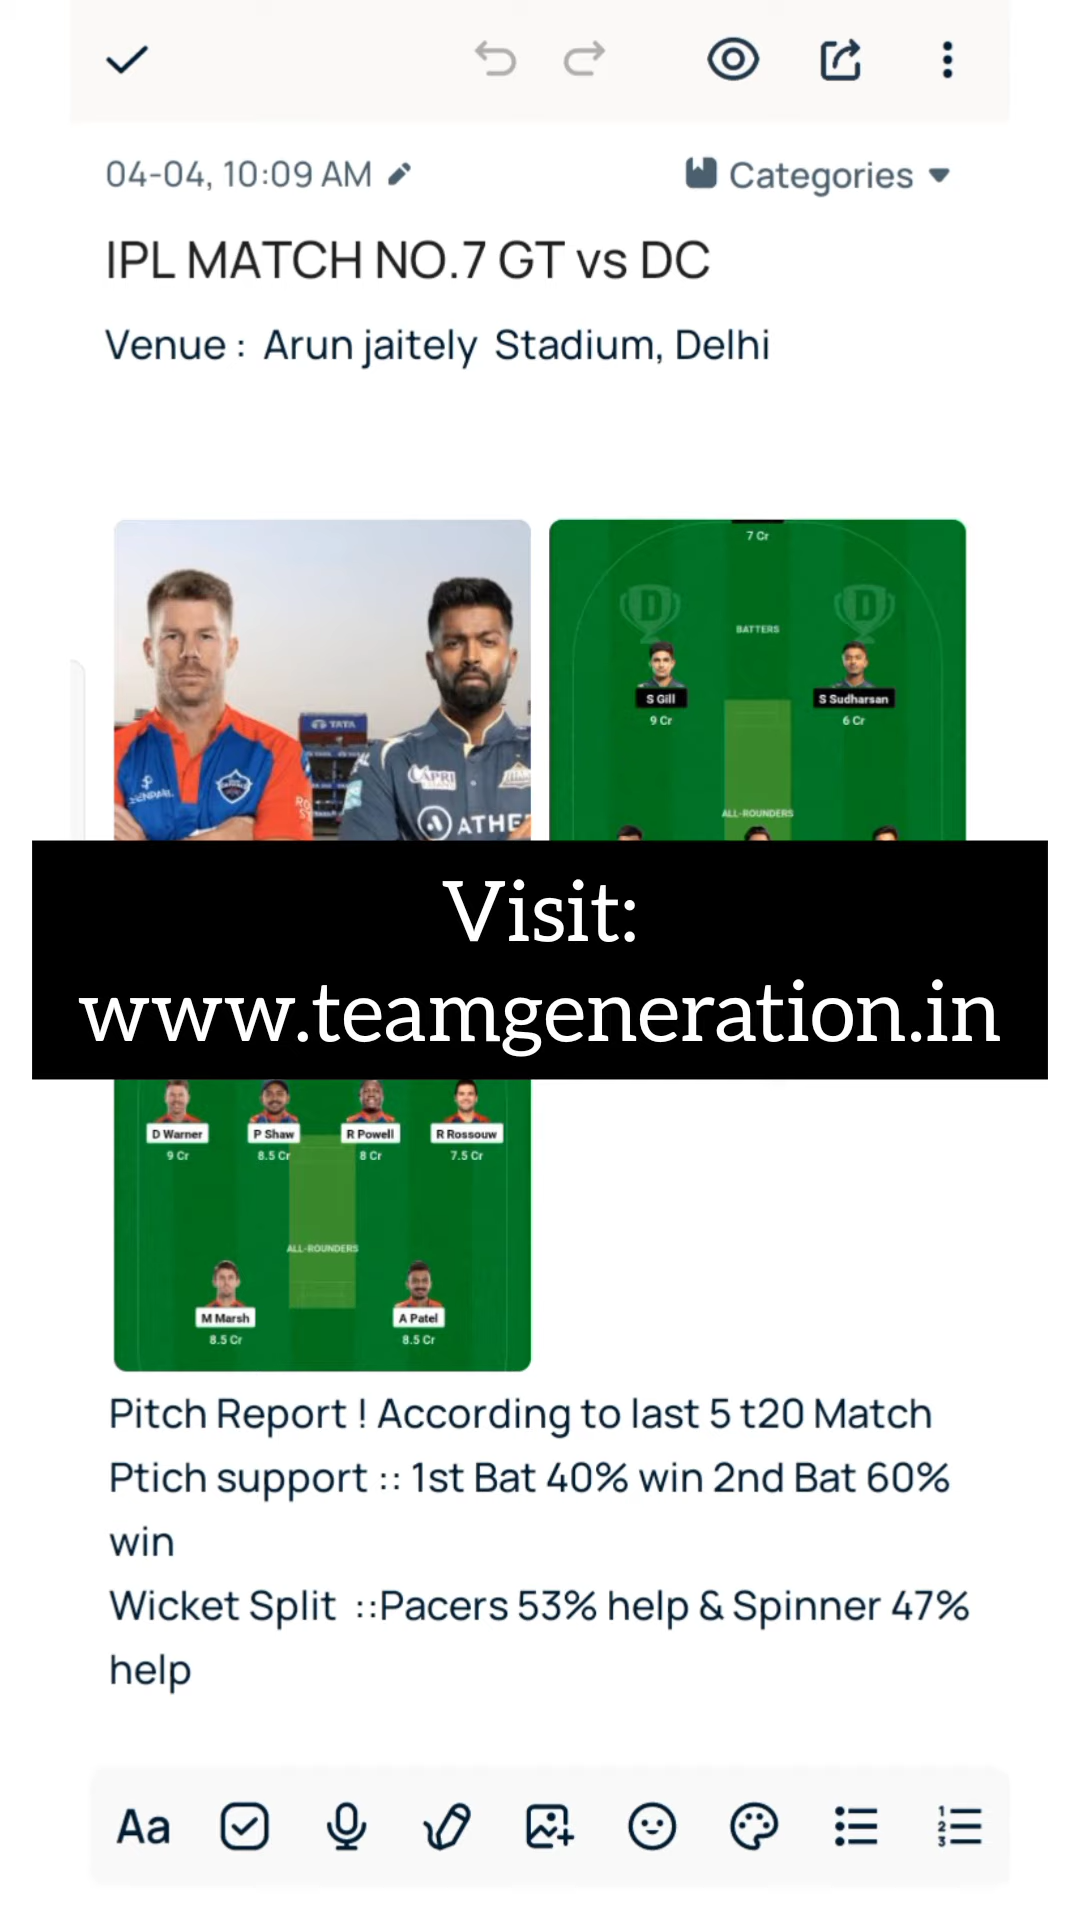 04-04, 10:09 AM
Categories
IPL MATCH NO.7 GT vs DC
Venue : Arun jaitely Stadium, Delhi
7 Cr
BATTERS
S Gill
S Sudharsan
9 Cr
6 Cr
TATA
CAPRI
ATHE
ALL-ROUNDERS
Visit:
www.teamgeneration.in
D Warner
P Shaw
R Powell
R Rossouw
9 Cr
8.5 Cr
8 Cr
7.5 Cr
ALL-ROUNDERS
M Marsh
A Patel
8.5 Cr
8.5 Cr
Pitch Report ! According to last 5 t20 Match
Ptich support :: 1st Bat 40% win 2nd Bat 60%
win
Wicket Split ::Pacers 53% help & Spinner 47%
help
Aa